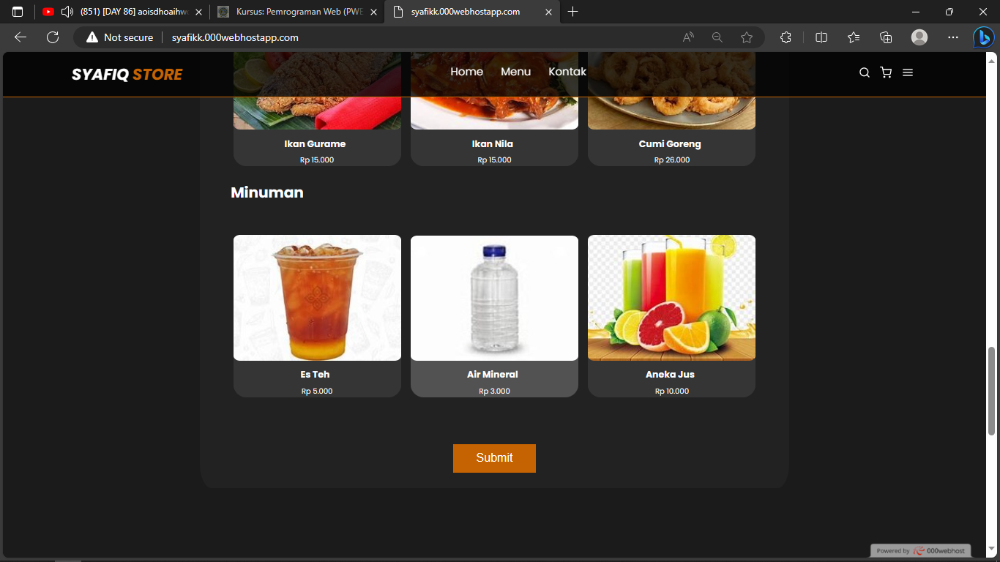 (851) [DAY 86] aoisdhoaihw
Kursus: Pemrograman Web (PWE
syafikk.000webhostapp.com
Not secure
syafikk.000webhostapp.com
SYAFIQ STORE
Home
Menu
Kontak
Ikan Gurame
Ikan Nila
Cumi Goreng
Rp 15.000
Rp 15.000
Rp 26.000
Minuman
Es Teh
Air Mineral
Aneka Jus
Rp 5.000
Rp 3.000
Rp 10.000
Submit
Powered by 000webhost